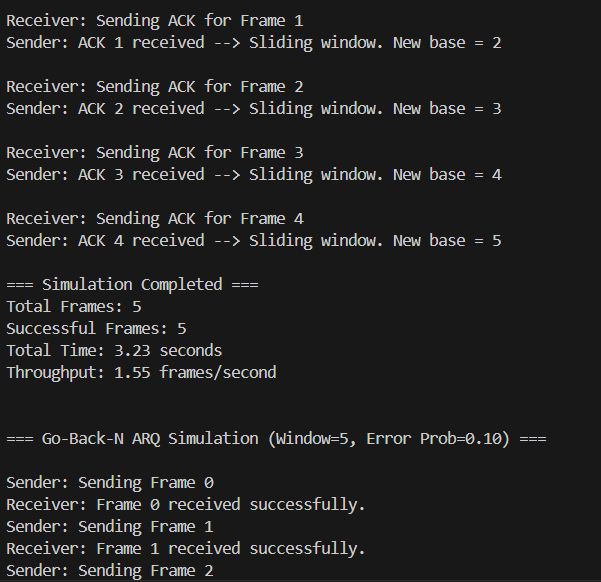 Receiver: Sending ACK for Frame 1
Sender: ACK 1 received --> Sliding window. New base = 2
Receiver: Sending ACK for Frame 2
Sender: ACK 2 received --> Sliding window. New base = 3
Receiver: Sending ACK for Frame 3
Sender: ACK 3 received --> Sliding window. New base = 4
Receiver: Sending ACK for Frame 4
Sender: ACK 4 received --> Sliding window. New base = 5
=== Simulation Completed ===
Total Frames: 5
Successful Frames: 5
Total Time: 3.23 seconds
Throughput: 1.55 frames/second
=== Go-Back-N ARQ Simulation (Window=5, Error Prob=0.10) ===
Sender: Sending Frame 0
Receiver: Frame 0 received successfully.
Sender: Sending Frame 1
Receiver: Frame 1 received successfully.
Sender: Sending Frame 2